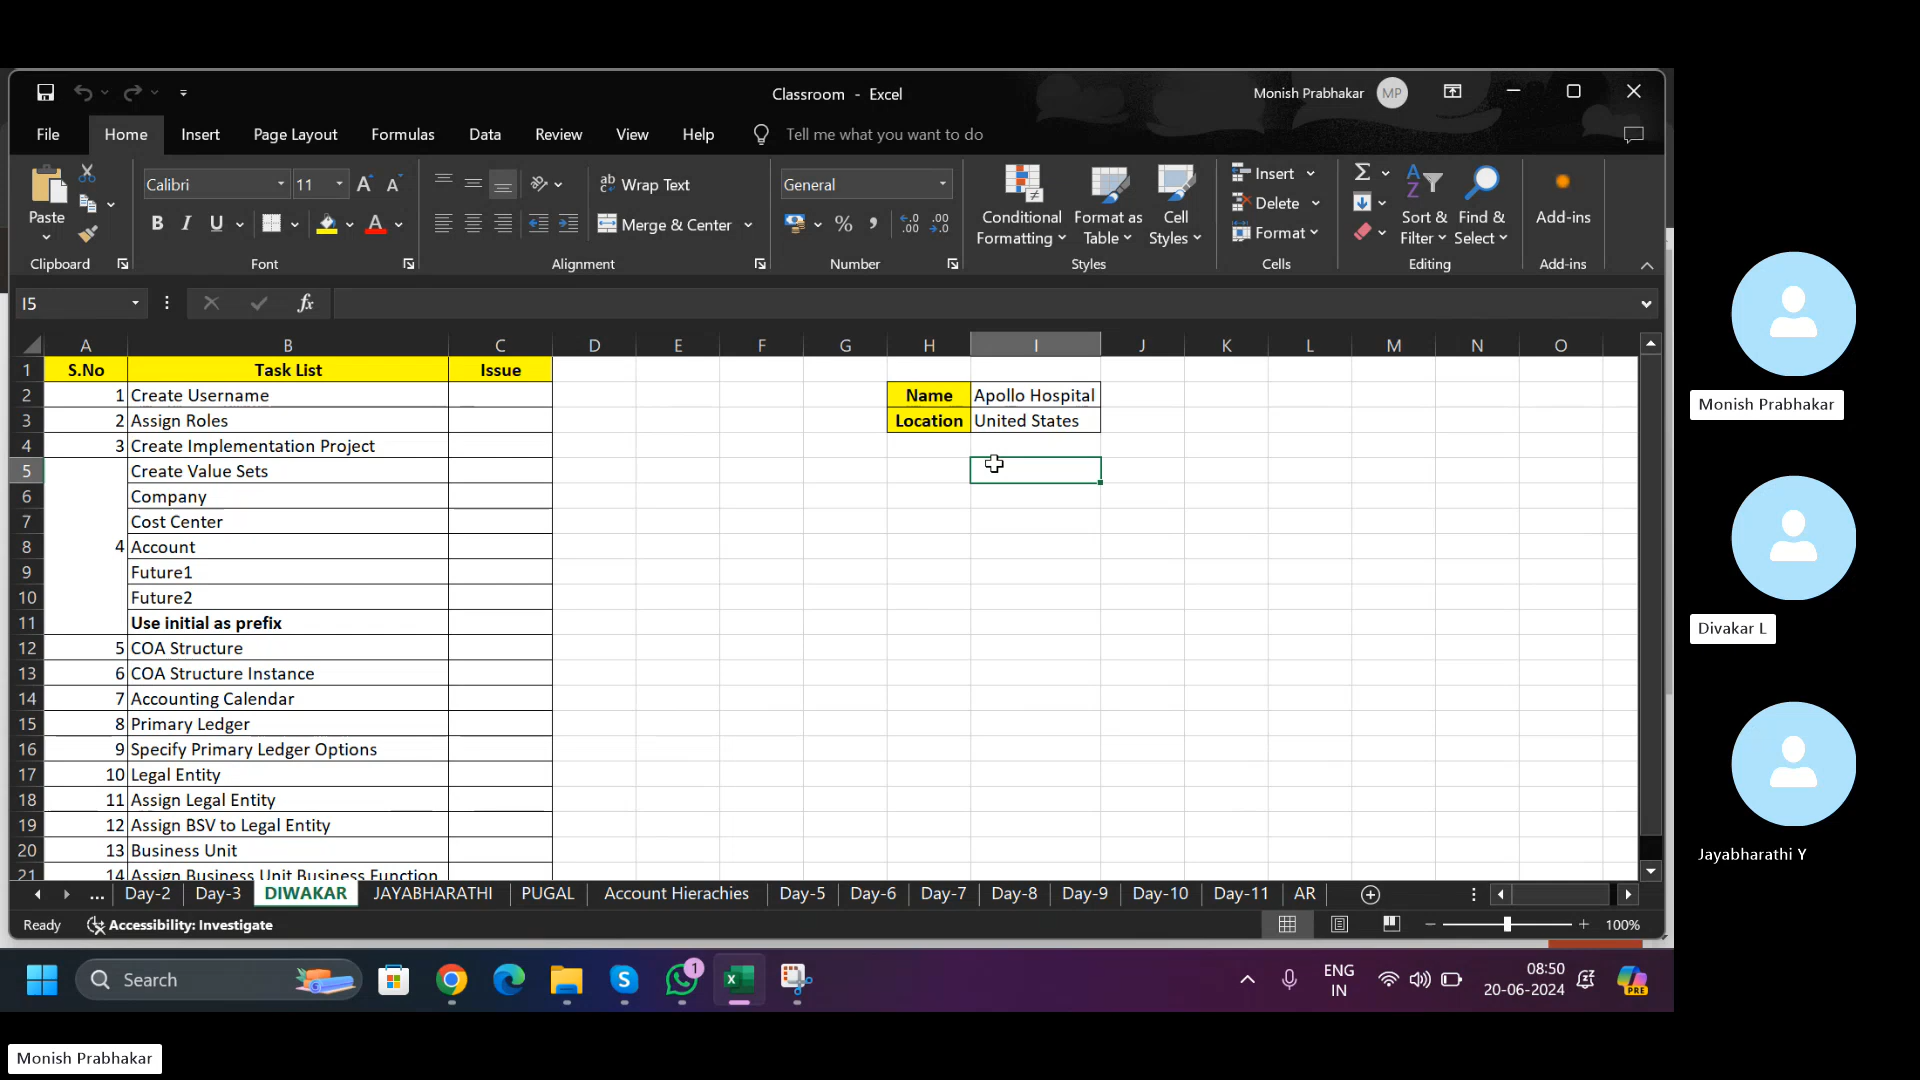 Classroom - Excel
Monish Prabhakar
MP
File
Home
Insert
Page Layout
Formulas
Data
Review
View
Help
Tell me what you want to do
Paste
Clipboard
Calibri
11
B I U
Font
Wrap Text
Merge & Center
Alignment
General
Number
Conditional Formatting
Format as Table
Cell Styles
Styles
Insert
Delete
Format
Cells
Sort & Filter
Find & Select
Editing
Add-ins
Add-ins
I5
fx
A B C D E F G H I J K L M N O
1 S.No Task List Issue
2 1 Create Username Name Apollo Hospital
3 2 Assign Roles Location United States
4 3 Create Implementation Project
5 Create Value Sets
6 Company
7 Cost Center
8 4 Account
9 Future1
10 Future2
11 Use initial as prefix
12 5 COA Structure
13 6 COA Structure Instance
14 7 Accounting Calendar
15 8 Primary Ledger
16 9 Specify Primary Ledger Options
17 10 Legal Entity
18 11 Assign Legal Entity
19 12 Assign BSV to Legal Entity
20 13 Business Unit
21 14 Assign Business Unit Business Function
... Day-2 Day-3 DIWAKAR JAYABHARATHI PUGAL Account Hierachies Day-5 Day-6 Day-7 Day-8 Day-9 Day-10 Day-11 AR
Ready
Accessibility: Investigate
100%
Search
1
ENG
IN
08:50
20-06-2024
PRE
Monish Prabhakar
Divakar L
Jayabharathi Y
Monish Prabhakar